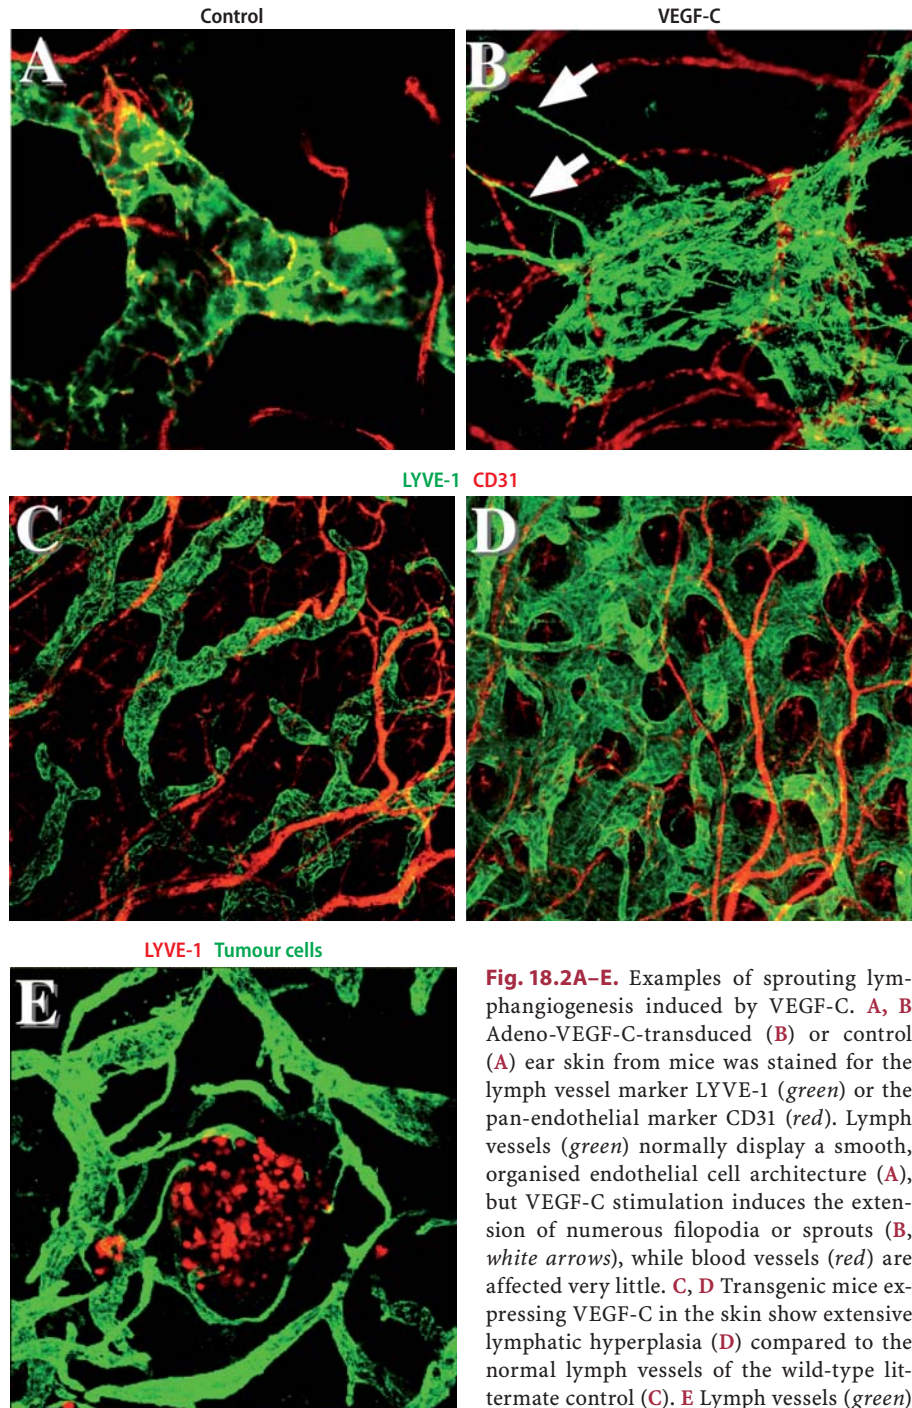 Control
VEGF-C
A
B
LYVE-1 CD31
C
D
LYVE-1 Tumour cells
E
Fig. 18.2A–E. Examples of sprouting lym-
phangiogenesis induced by VEGF-C. A, B
Adeno-VEGF-C-transduced (B) or control
(A) ear skin from mice was stained for the
lymph vessel marker LYVE-1 (green) or the
pan-endothelial marker CD31 (red). Lymph
vessels (green) normally display a smooth,
organised endothelial cell architecture (A),
but VEGF-C stimulation induces the exten-
sion of numerous filopodia or sprouts (B,
white arrows), while blood vessels (red) are
affected very little. C, D Transgenic mice ex-
pressing VEGF-C in the skin show extensive
lymphatic hyperplasia (D) compared to the
normal lymph vessels of the wild-type lit-
termate control (C). E Lymph vessels (green)